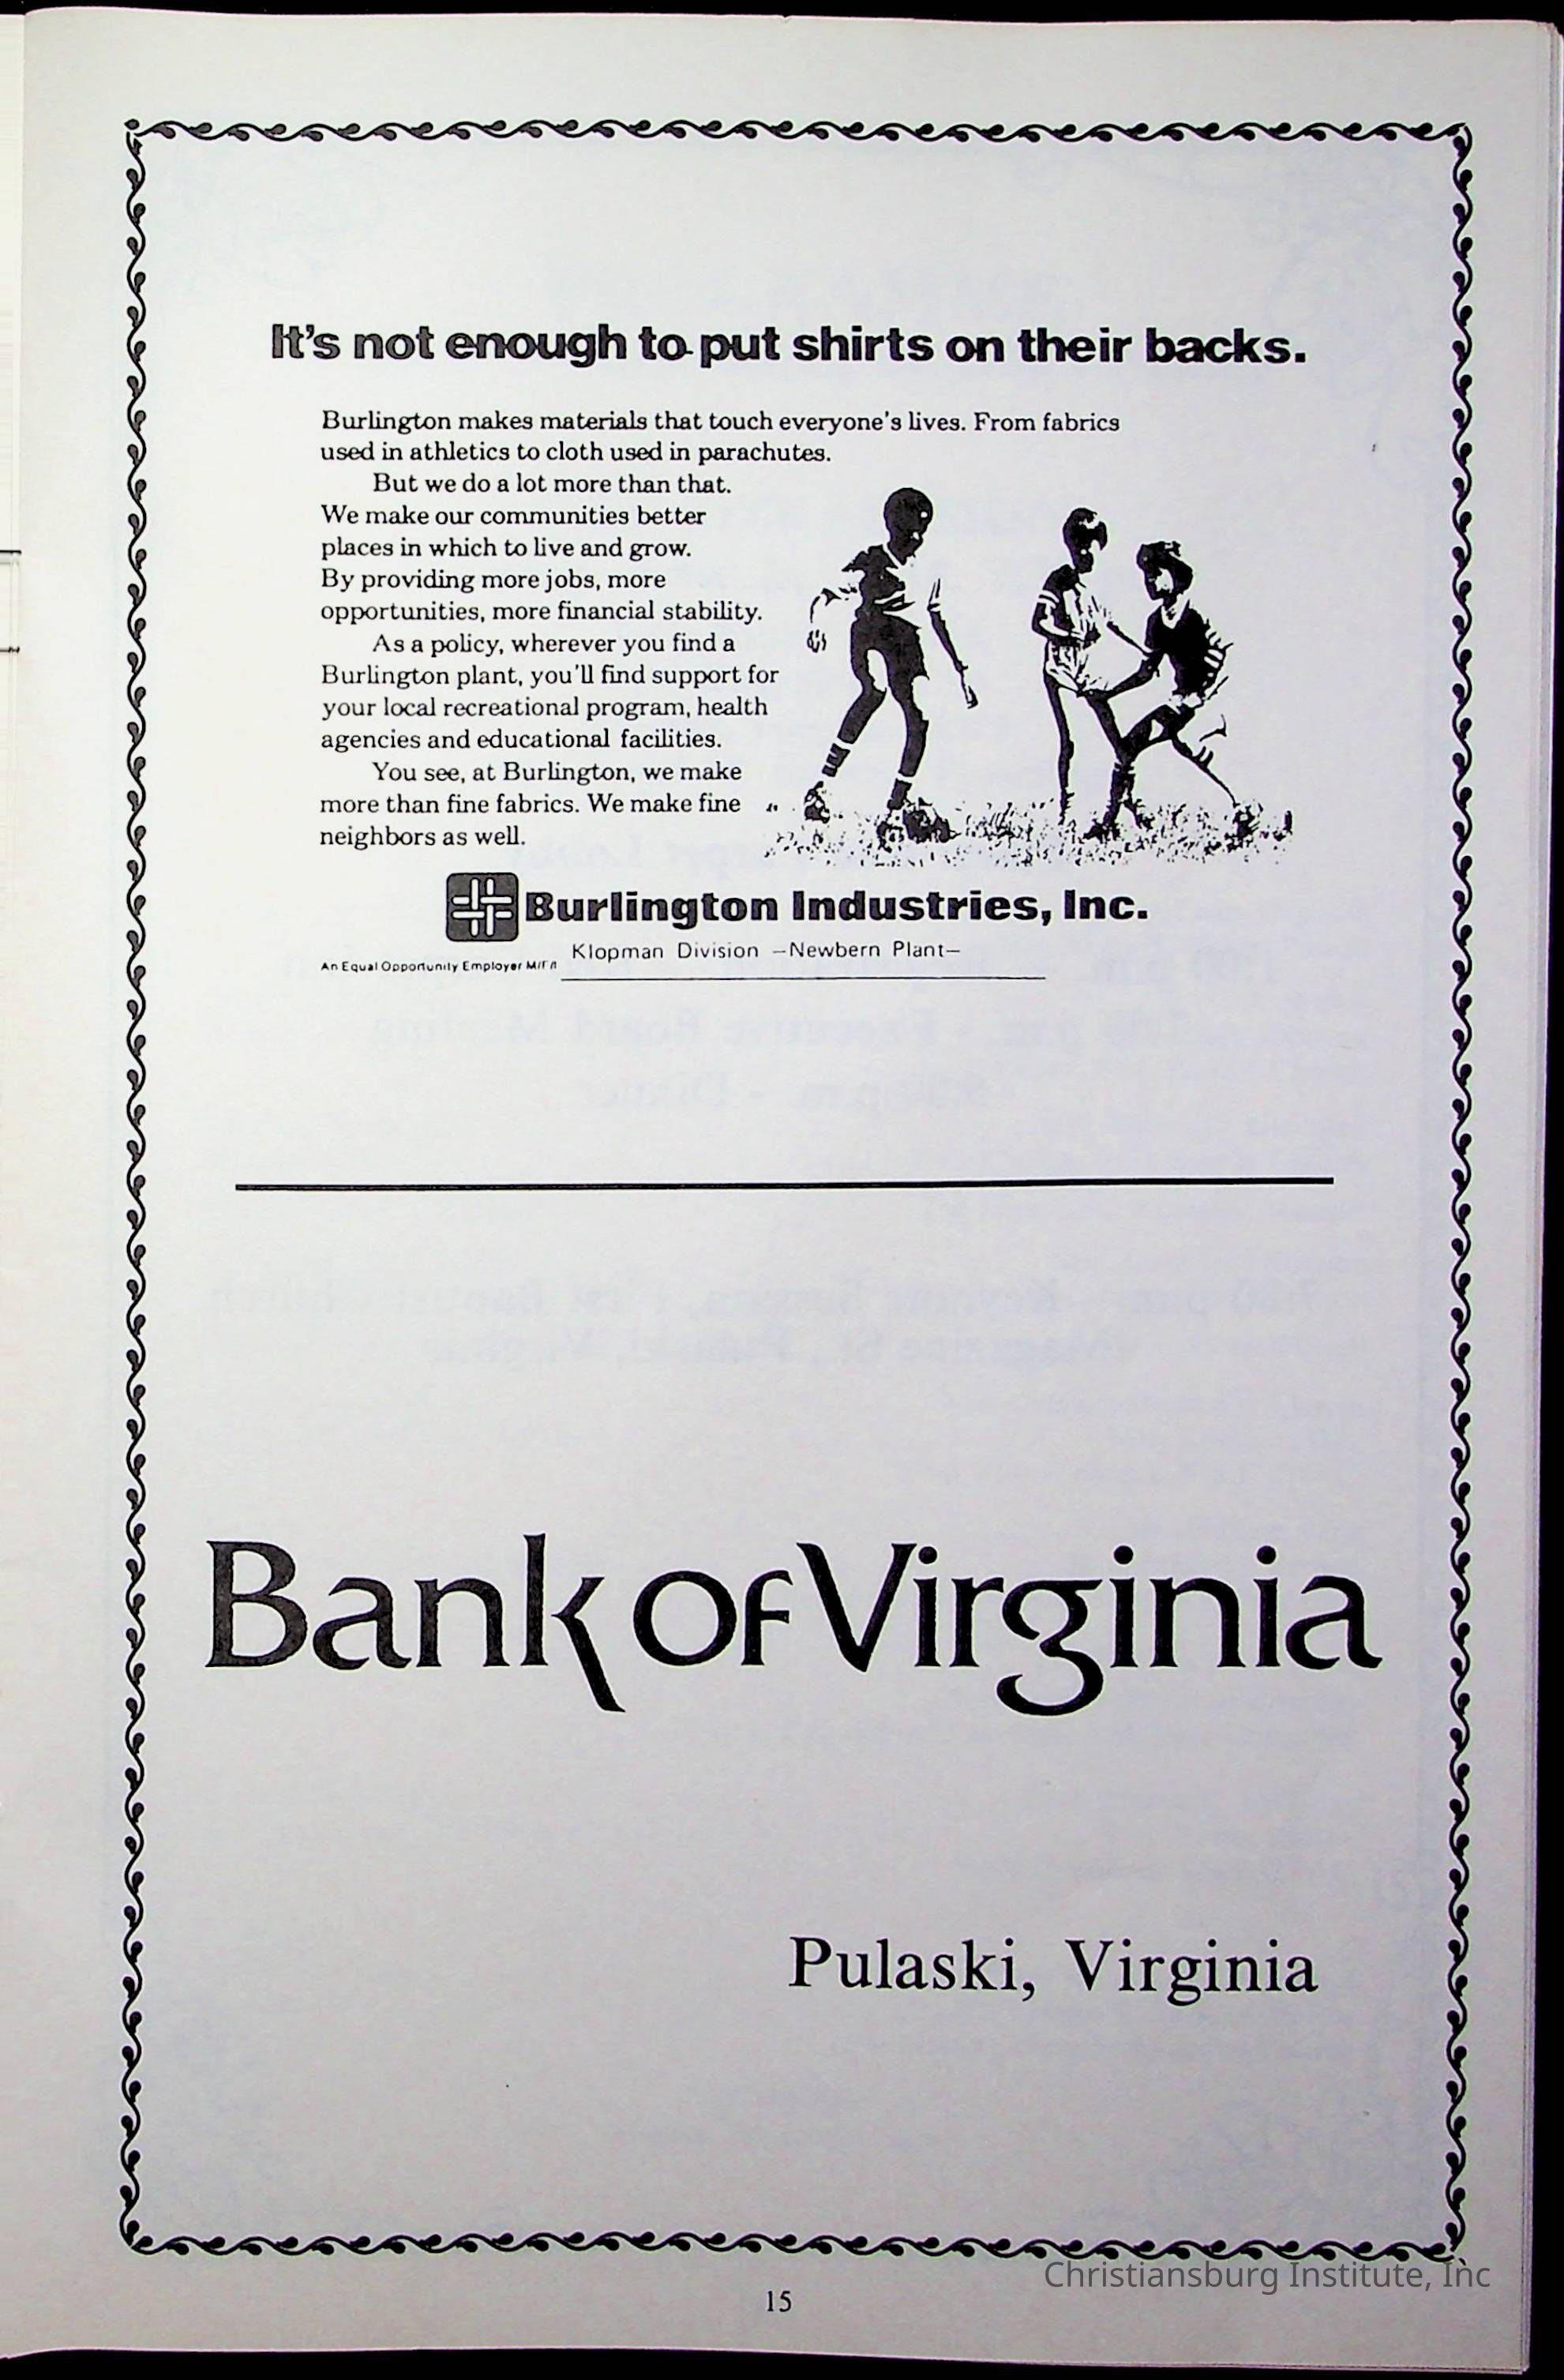 It's not enough to put shirts on their backs.
Burlington makes materials that touch everyone's lives. From fabrics
used in athletics to cloth used in parachutes.
But we do a lot more than that.
We make our communities better
places in which to live and grow.
By providing more jobs, more
opportunities, more financial stability.
As a policy, wherever you find a
Burlington plant, you'll find support for
your local recreational program, health
agencies and educational facilities.
You see, at Burlington, we make
more than fine fabrics. We make fine
neighbors as well.
Burlington Industries, Inc.
Klopman Division —Newbern Plant—
An Equal Opportunity Employer M/F
Bank of Virginia
Pulaski, Virginia
Christiansburg Institute, Inc
15